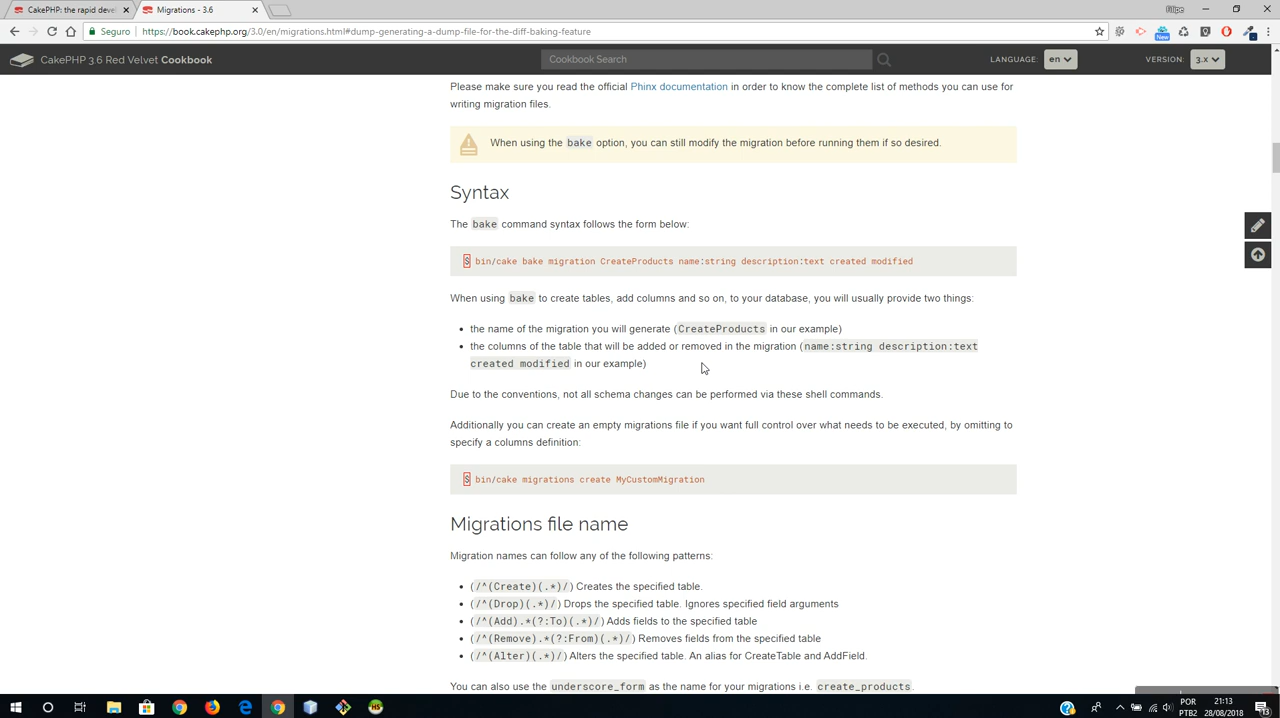 CakePHP: the rapid devel
Migrations - 3.6
Filipe
Seguro
https://book.cakephp.org/3.0/en/migrations.html#dump-generating-a-dump-file-for-the-diff-baking-feature
New
CakePHP 3.6 Red Velvet Cookbook
Cookbook Search
LANGUAGE:
en
VERSION:
3.x
Please make sure you read the official Phinx documentation in order to know the complete list of methods you can use for
writing migration files.
When using the bake option, you can still modify the migration before running them if so desired.
Syntax
The bake command syntax follows the form below:
$ bin/cake bake migration CreateProducts name:string description:text created modified
When using bake to create tables, add columns and so on, to your database, you will usually provide two things:
• the name of the migration you will generate (CreateProducts in our example)
• the columns of the table that will be added or removed in the migration (name:string description:text
created modified in our example)
Due to the conventions, not all schema changes can be performed via these shell commands.
Additionally you can create an empty migrations file if you want full control over what needs to be executed, by omitting to
specify a columns definition:
$ bin/cake migrations create MyCustomMigration
Migrations file name
Migration names can follow any of the following patterns:
• (/^(Create)(.*)/) Creates the specified table.
• (/^(Drop)(.*)/) Drops the specified table. Ignores specified field arguments
• (/^(Add).*(?:To)(.*)/) Adds fields to the specified table
• (/^(Remove).*(?:From)(.*)/) Removes fields from the specified table
• (/^(Alter)(.*)/) Alters the specified table. An alias for CreateTable and AddField.
You can also use the underscore_form as the name for your migrations i.e. create_products.
HS
POR
PTB2
21:13
28/08/2018
13